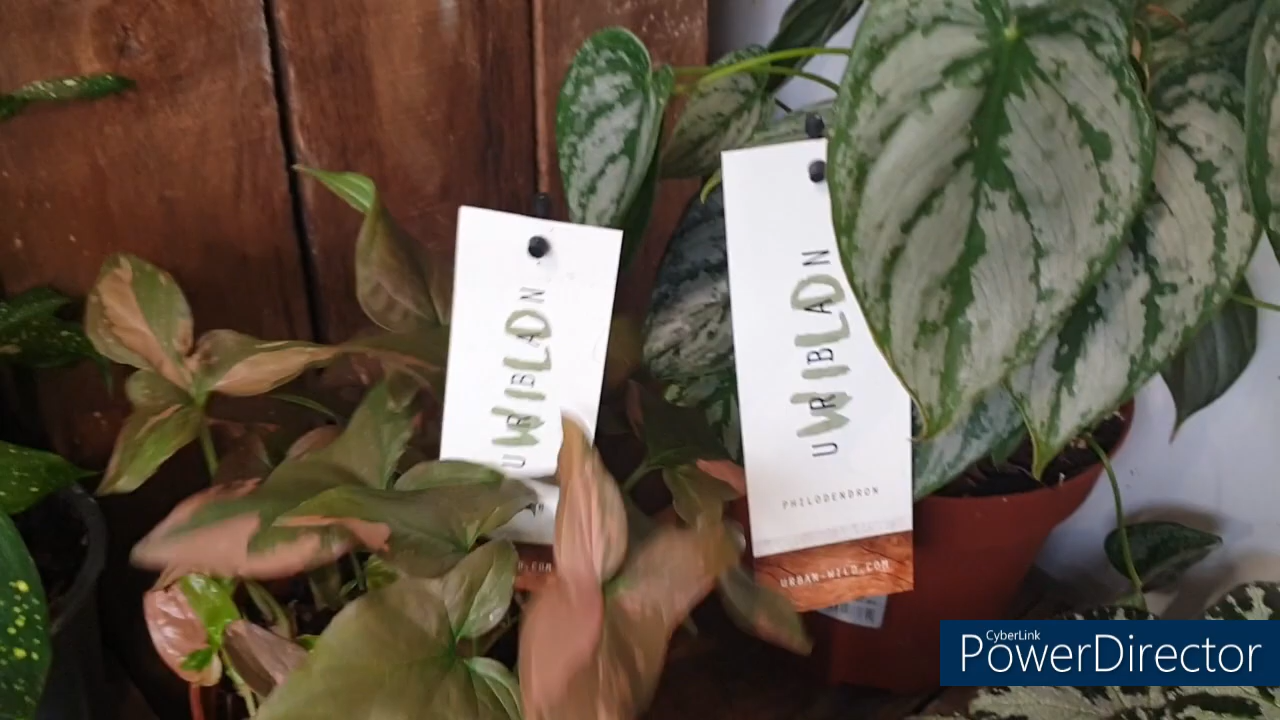 URBAN
WILD
URBAN
WILD
PHILODENDRON
URBAN-WILD.COM
CyberLink
PowerDirector